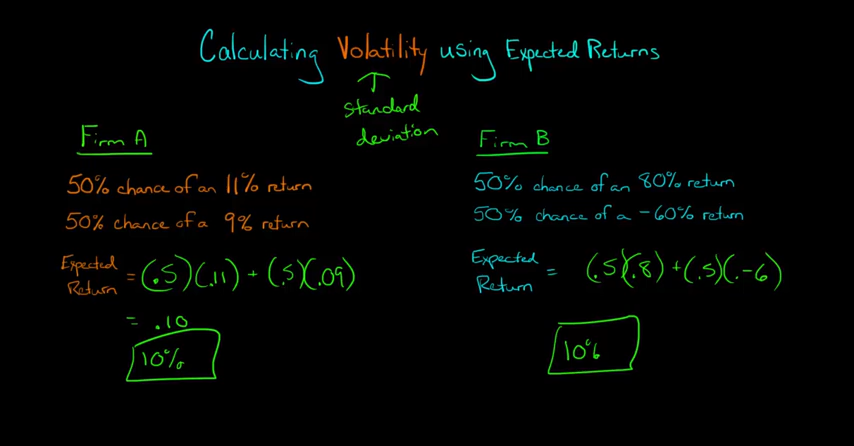 Calculating Volatility using Expected Returns
standard
deviation
Firm A
50% chance of an 11% return
50% chance of a 9% return
Expected
Return = (.5)(.11) + (.5)(.09)
= .10
10%
Firm B
50% chance of an 80% return
50% chance of a -60% return
Expected
Return = (.5)(.8) + (.5)(.-6)
10%